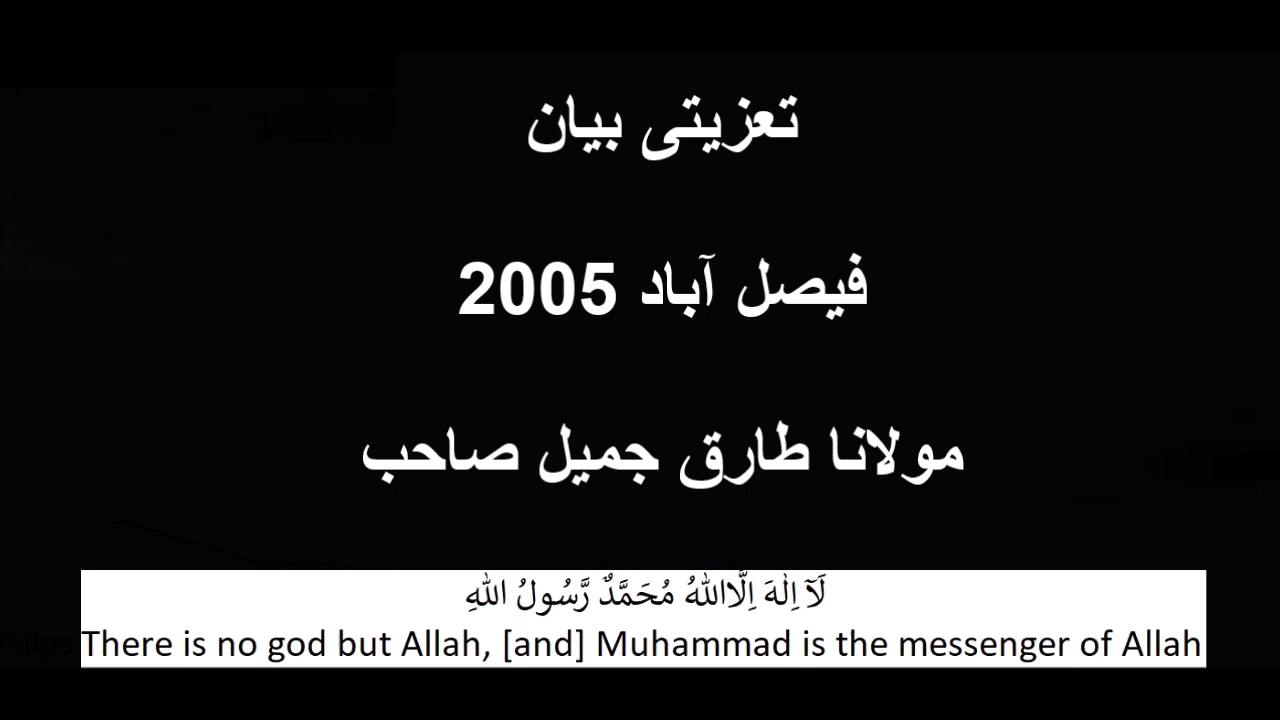 تعزیتی بیان
فیصل آباد 2005
مولانا طارق جمیل صاحب
لَآ اِلٰهَ اِلَّااللهُ مُحَمَّدٌ رَّسُولُ اللهِ
https
There is no god but Allah, [and] Muhammad is the messenger of Allah